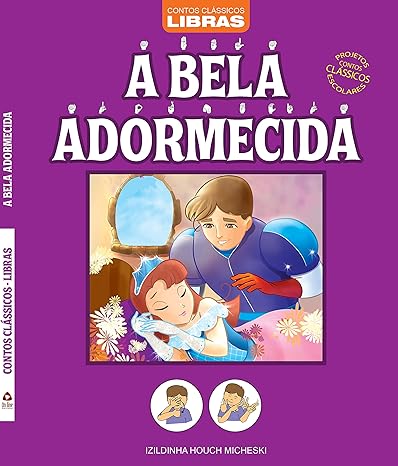 CONTOS CLÁSSICOS
LIBRAS
A BELA
ADORMECIDA
PROJETOS
CONTOS
CLÁSSICOS
ESCOLARES
IZILDINHA HOUCH MICHESKI
A BELA ADORMECIDA
CONTOS CLÁSSICOS - LIBRAS